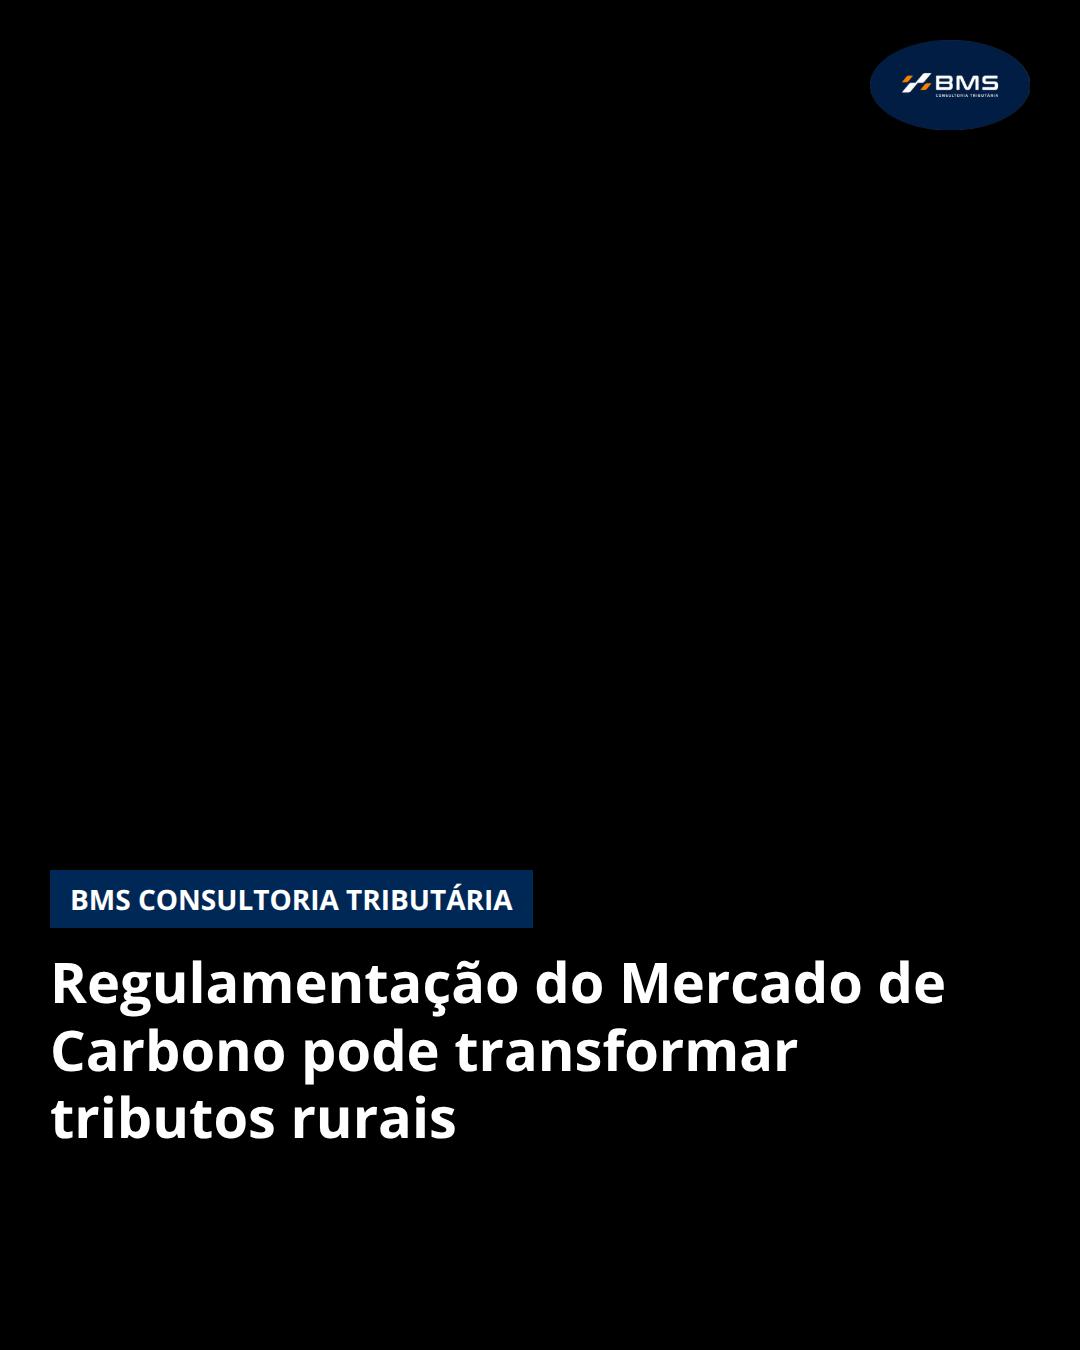 BMS
CONSULTORIA TRIBUTÁRIA
BMS CONSULTORIA TRIBUTÁRIA
Regulamentação do Mercado de
Carbono pode transformar
tributos rurais